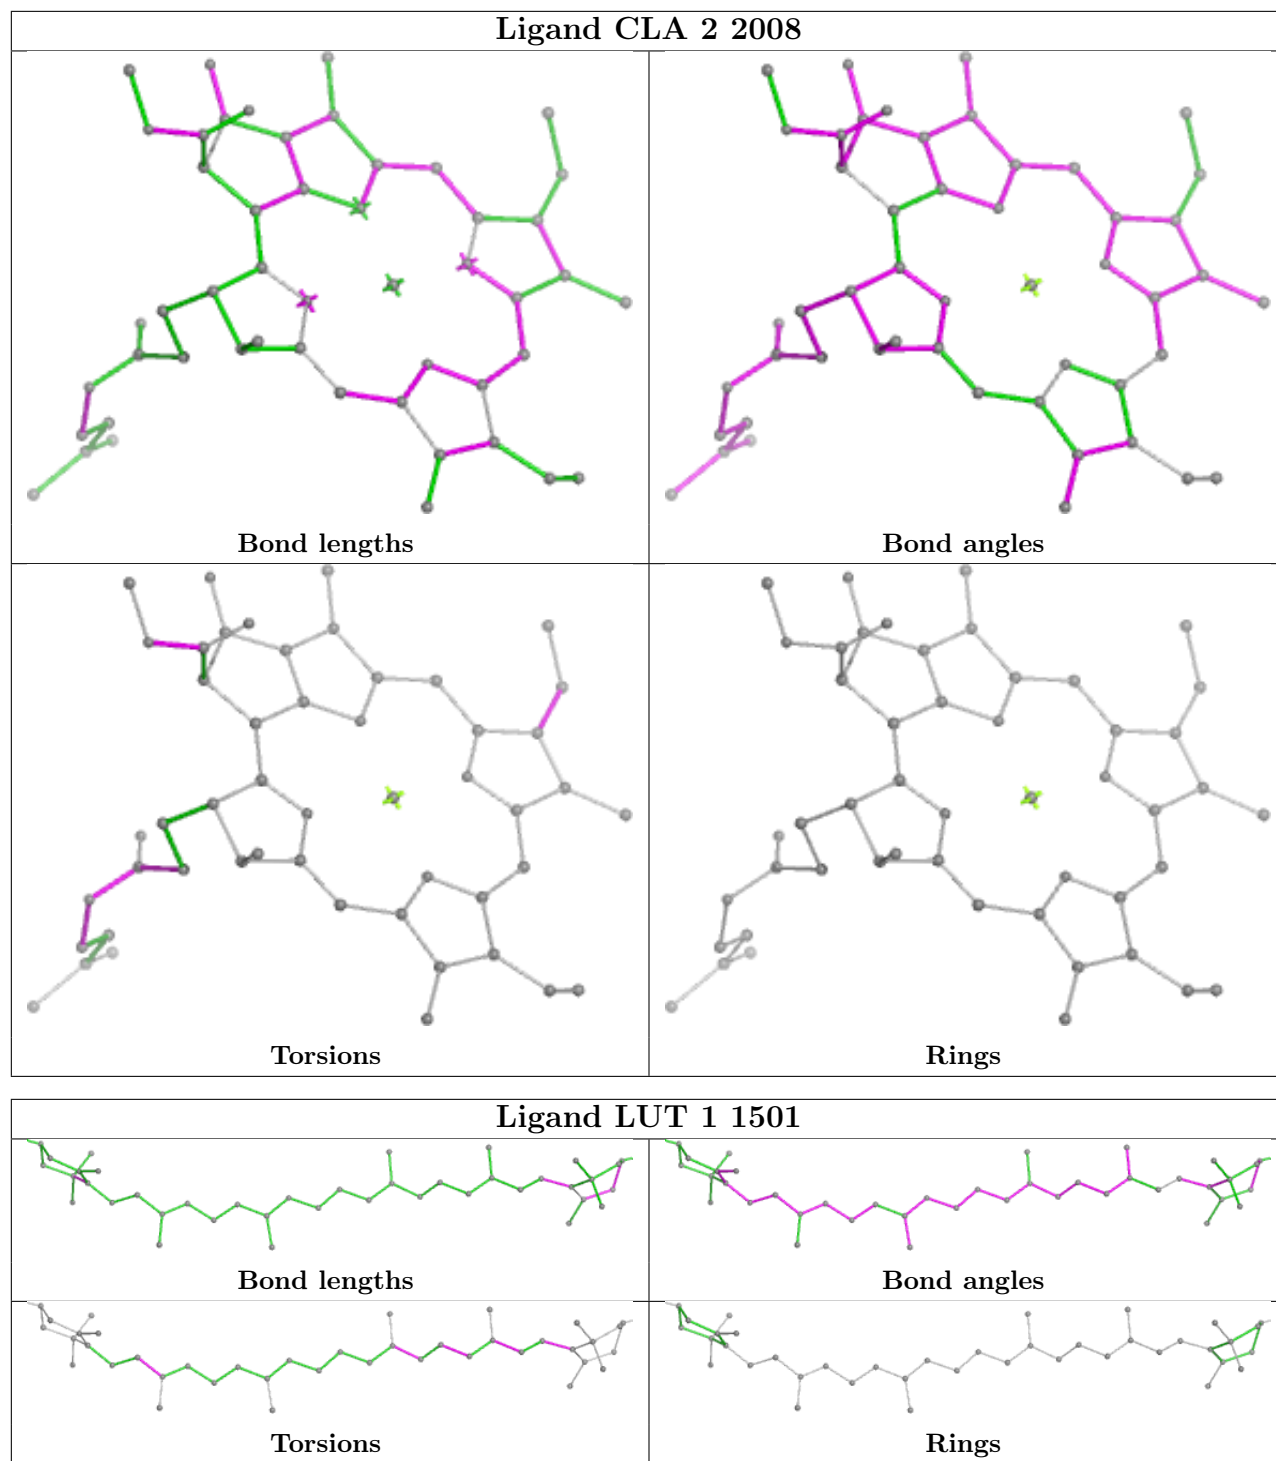 Ligand CLA 2 2008
Bond lengths
Bond angles
Torsions
Rings
Ligand LUT 1 1501
Bond lengths
Bond angles
Torsions
Rings